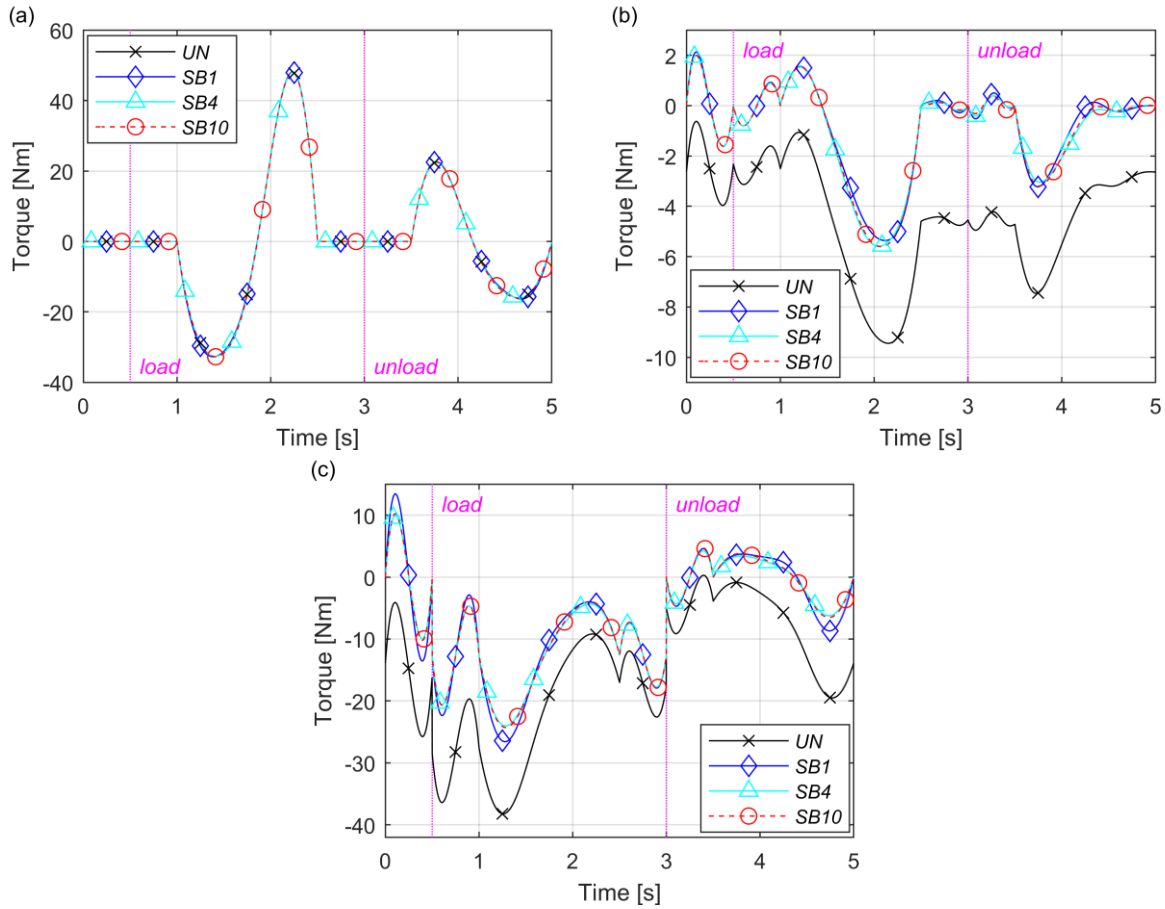 (a)
60
40
20
0
-20
-40
Torque [Nm]
UN
SB1
SB4
SB10
load
unload
0 1 2 3 4 5
Time [s]
(b)
2
0
-2
-4
-6
-8
-10
Torque [Nm]
load
unload
UN
SB1
SB4
SB10
0 1 2 3 4 5
Time [s]
(c)
10
0
-10
-20
-30
-40
Torque [Nm]
load
unload
UN
SB1
SB4
SB10
0 1 2 3 4 5
Time [s]